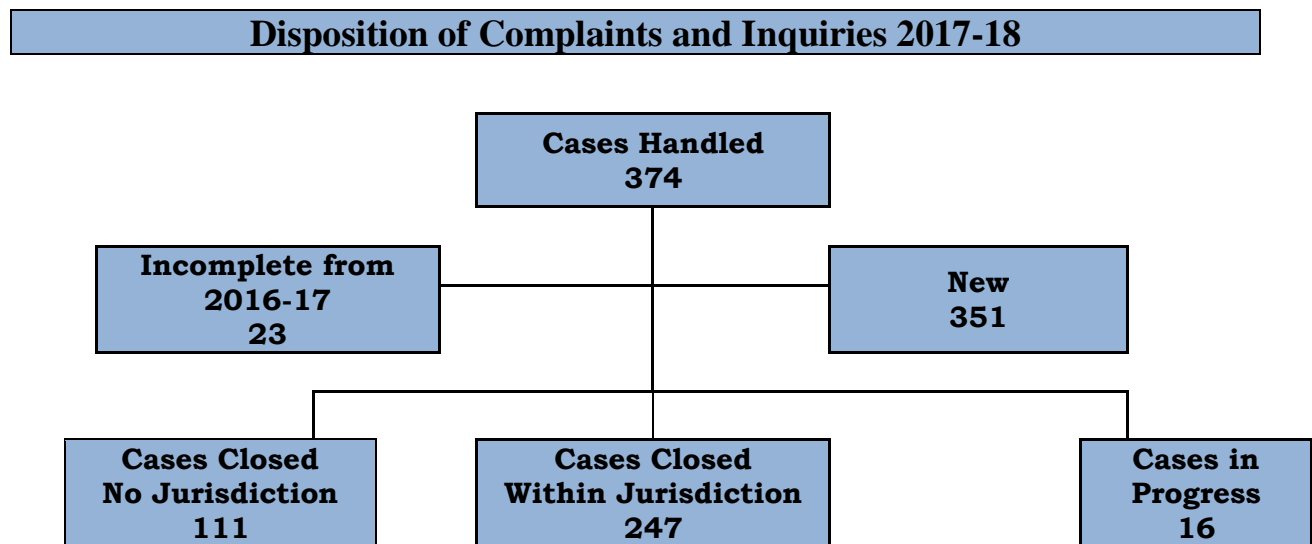 Disposition of Complaints and Inquiries 2017-18
Cases Handled
374
Incomplete from
2016-17
23
New
351
Cases Closed
No Jurisdiction
111
Cases Closed
Within Jurisdiction
247
Cases in
Progress
16